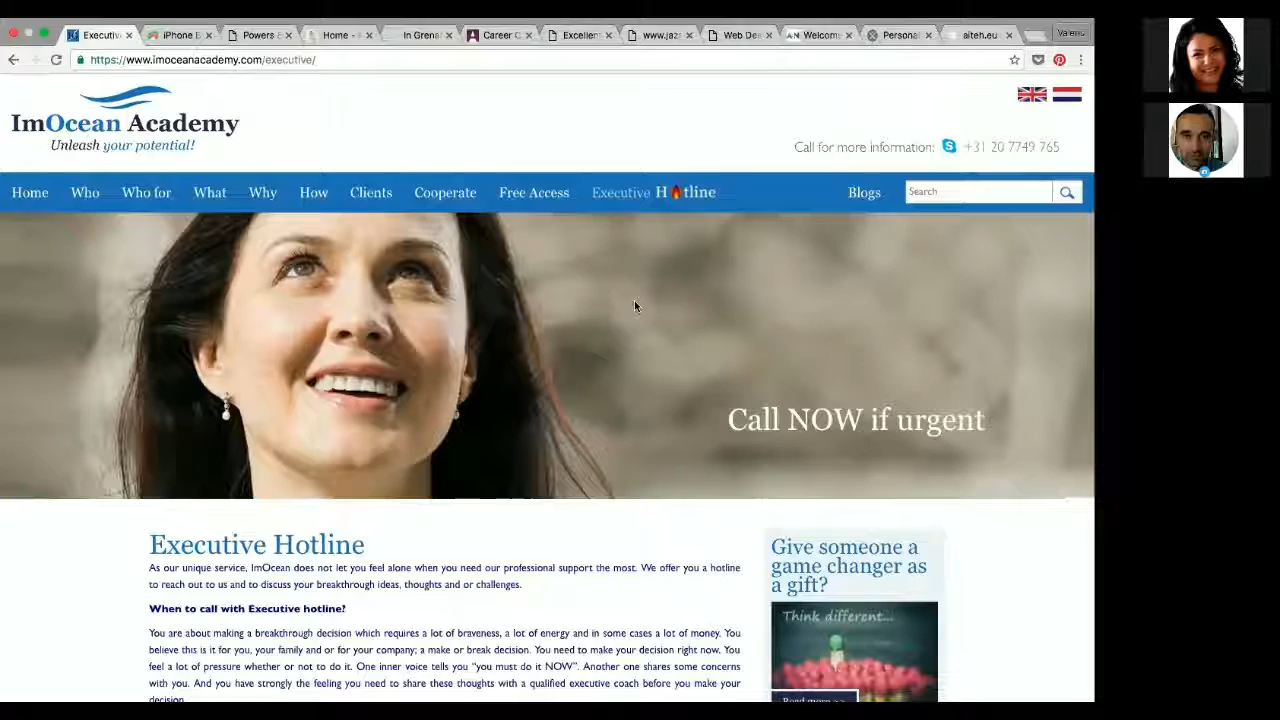 Executiv
iPhone B
Powers &
Home -
In Grena
Career C
Excellen
www.jaz
Web De
Welcom
Personal
aiteh.eu
https://www.imoceanacademy.com/executive/
ImOcean Academy
Unleash your potential!
Call for more information: +31 20 7749 765
Home Who Who for What Why How Clients Cooperate Free Access Executive Hotline Blogs Search
Call NOW if urgent
Executive Hotline
As our unique service, ImOcean does not let you feel alone when you need our professional support the most. We offer you a hotline
to reach out to us and to discuss your breakthrough ideas, thoughts and or challenges.
When to call with Executive hotline?
You are about making a breakthrough decision which requires a lot of braveness, a lot of energy and in some cases a lot of money. You
believe this is it for you, your family and or for your company; a make or break decision. You need to make your decision right now. You
feel a lot of pressure whether or not to do it. One inner voice tells you "you must do it NOW". Another one shares some concerns
with you. And you have strongly the feeling you need to share these thoughts with a qualified executive coach before you make your
decision
Give someone a
game changer as
a gift?
Think different...
Read more >>